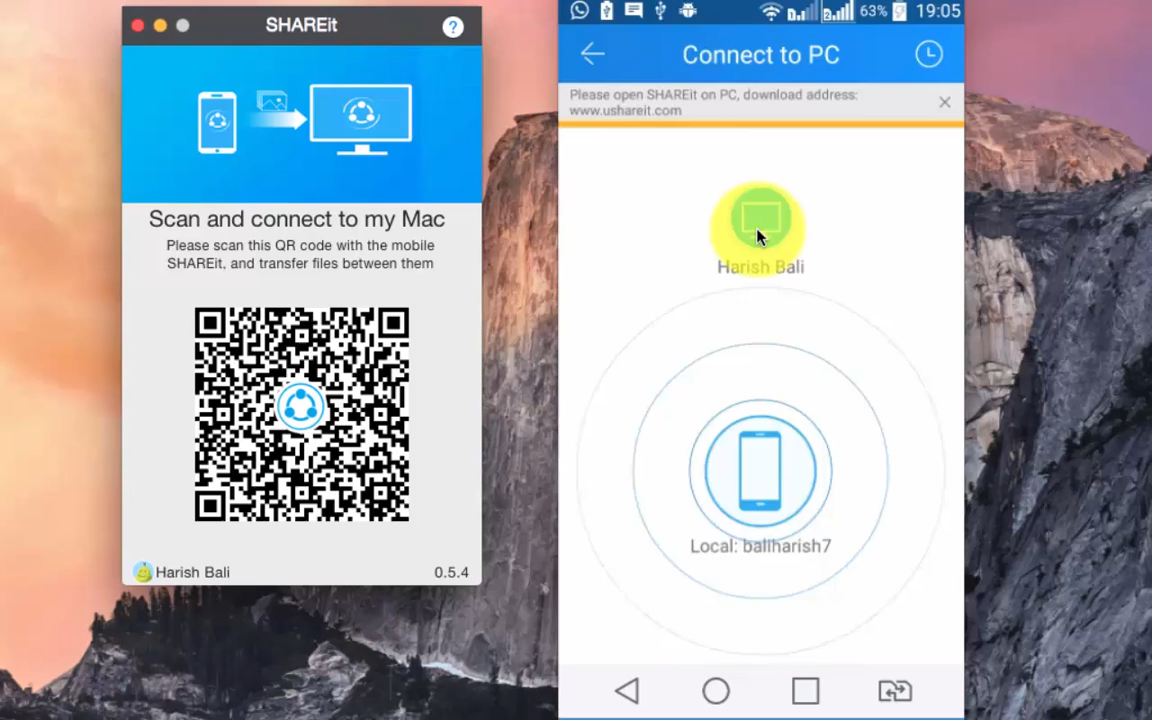 SHAREit
?
Scan and connect to my Mac
Please scan this QR code with the mobile
SHAREit, and transfer files between them
Harish Bali
0.5.4
63%
19:05
Connect to PC
Please open SHAREit on PC, download address:
www.ushareit.com
Harish Bali
Local: baliharish7